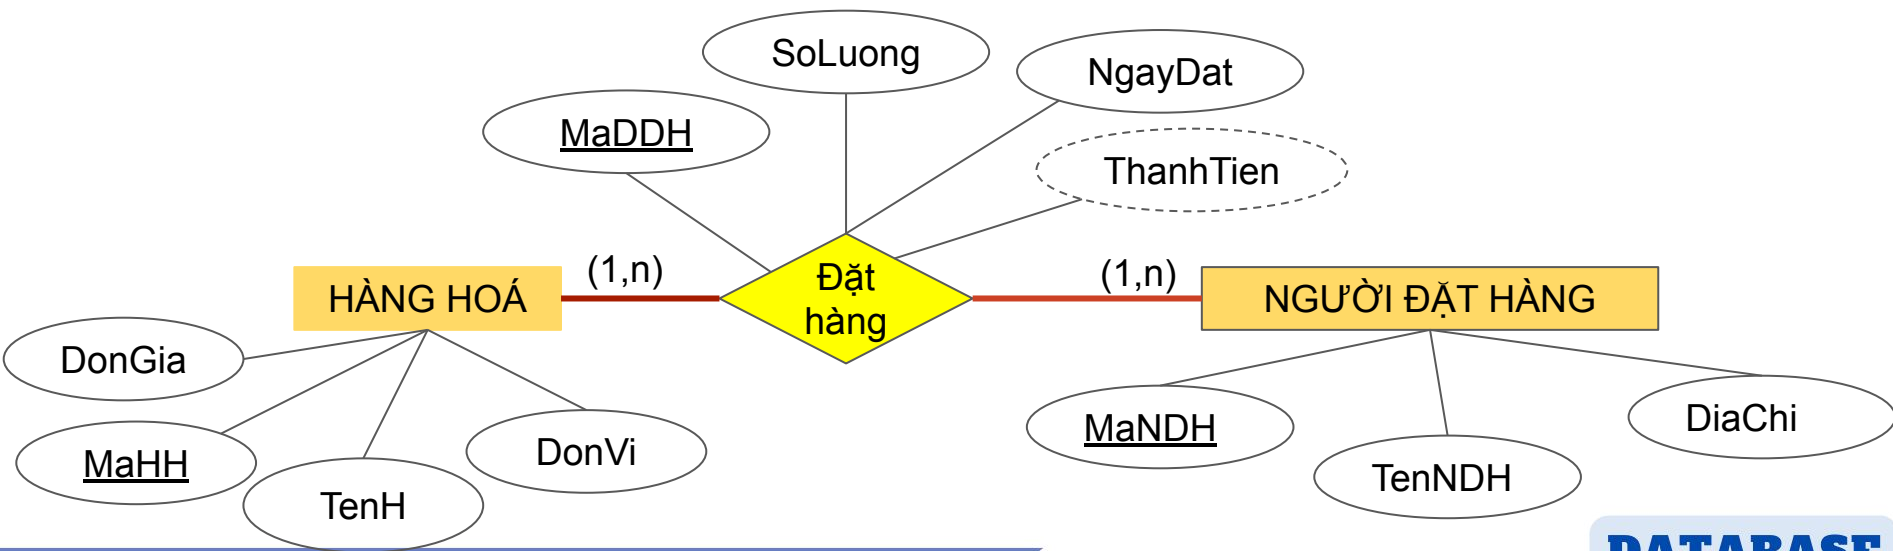 SoLuong
NgayDat
MaDDH
ThanhTien
(1,n)
(1,n)
Đặt
hàng
HÀNG HOÁ
NGƯỜI ĐẶT HÀNG
DonGia
MaHH
TenH
DonVi
MaNDH
TenNDH
DiaChi
DATABASE